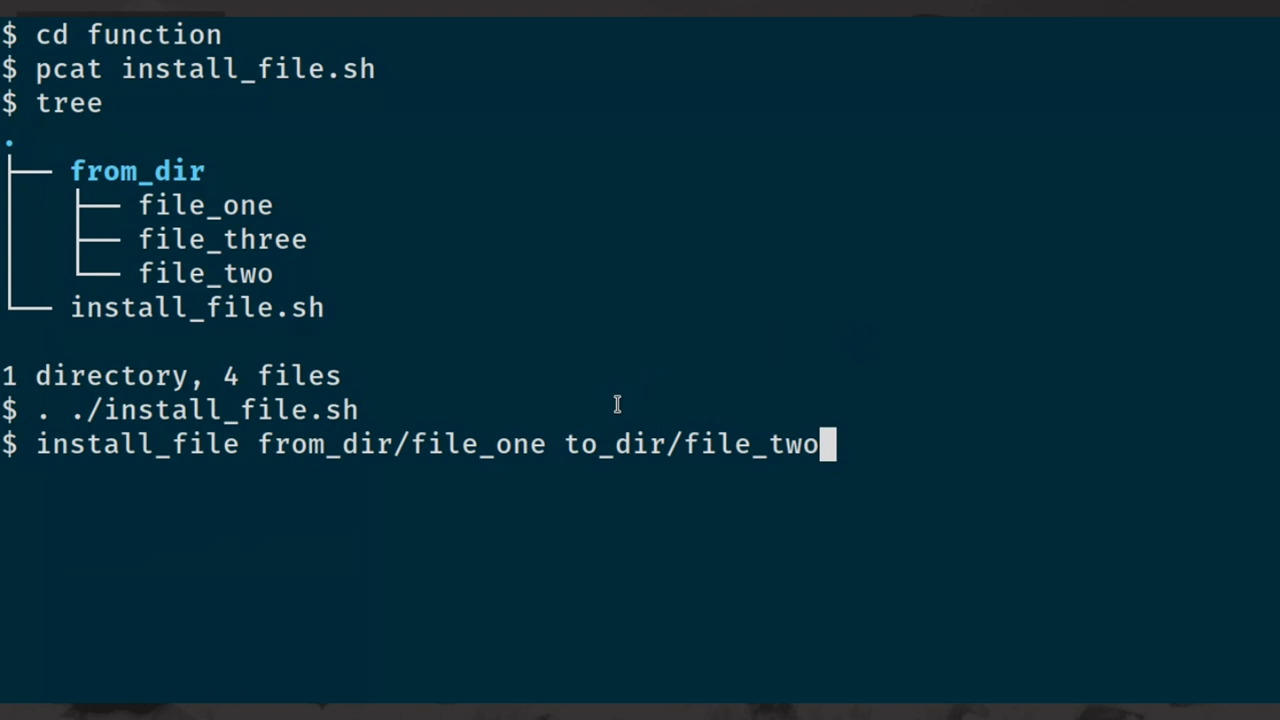 $ cd function
$ pcat install_file.sh
$ tree
.
├── from_dir
│   ├── file_one
│   ├── file_three
│   └── file_two
└── install_file.sh

1 directory, 4 files
$ . ./install_file.sh
$ install_file from_dir/file_one to_dir/file_two